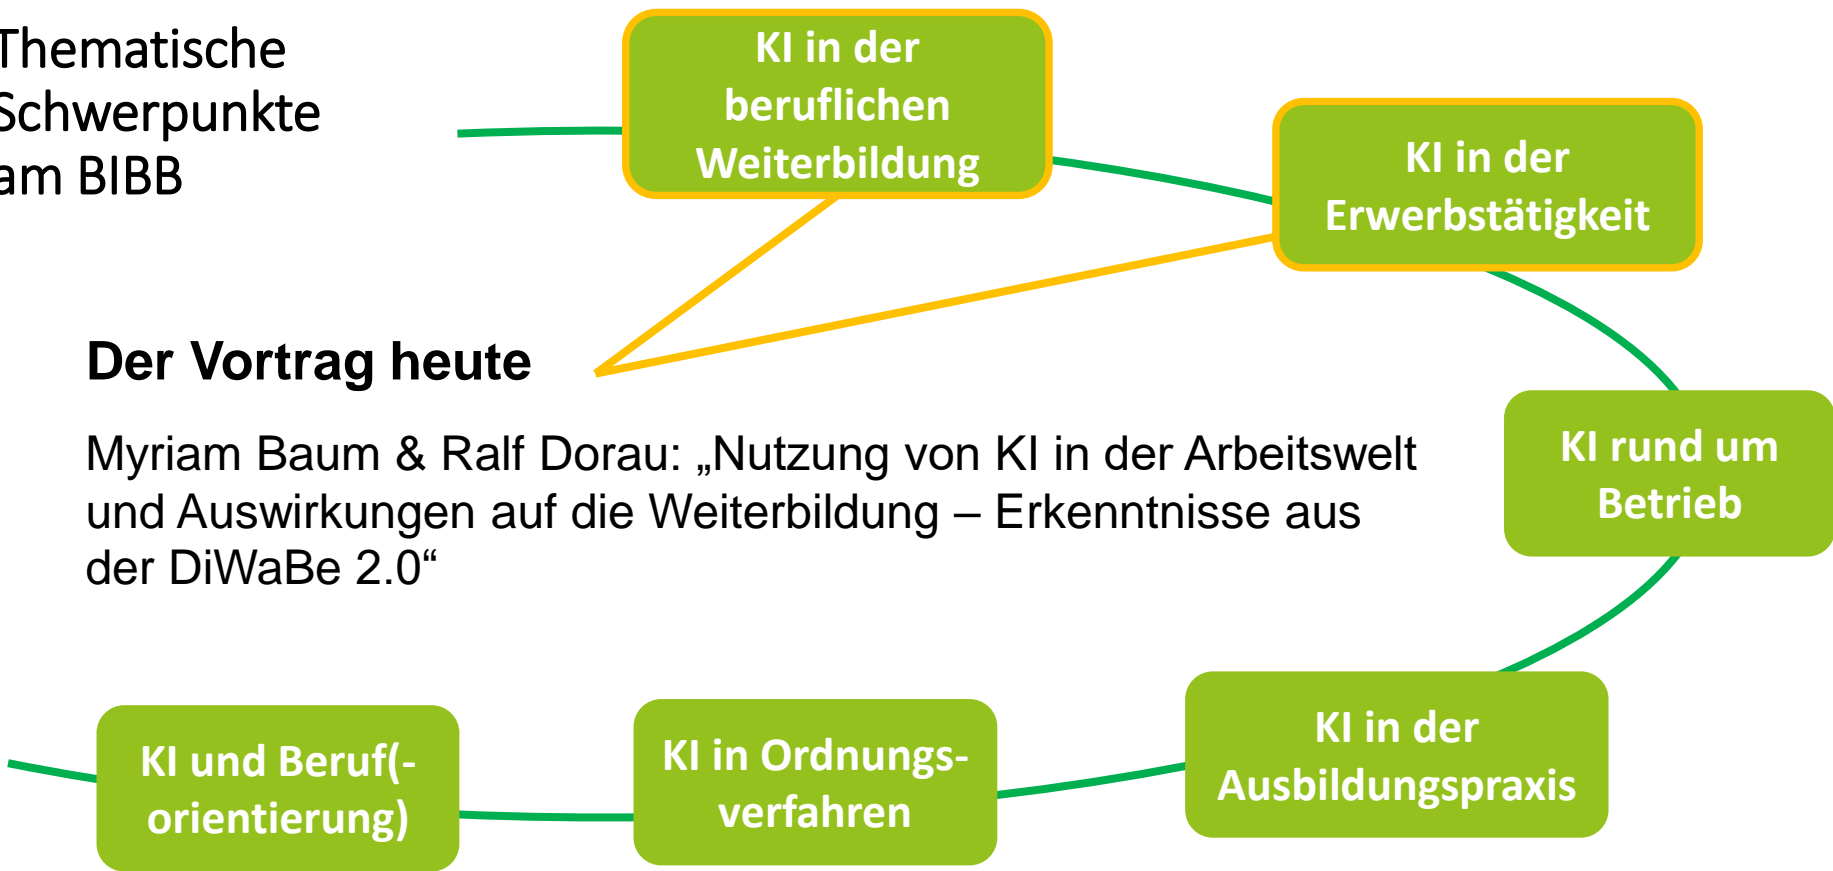 Thematische
Schwerpunkte
am BIBB
KI in der
beruflichen
Weiterbildung
KI in der
Erwerbstätigkeit
Der Vortrag heute
Myriam Baum & Ralf Dorau: „Nutzung von KI in der Arbeitswelt
und Auswirkungen auf die Weiterbildung – Erkenntnisse aus
der DiWaBe 2.0“
KI rund um
Betrieb
KI in der
Ausbildungspraxis
KI in Ordnungs-
verfahren
KI und Beruf(-
orientierung)